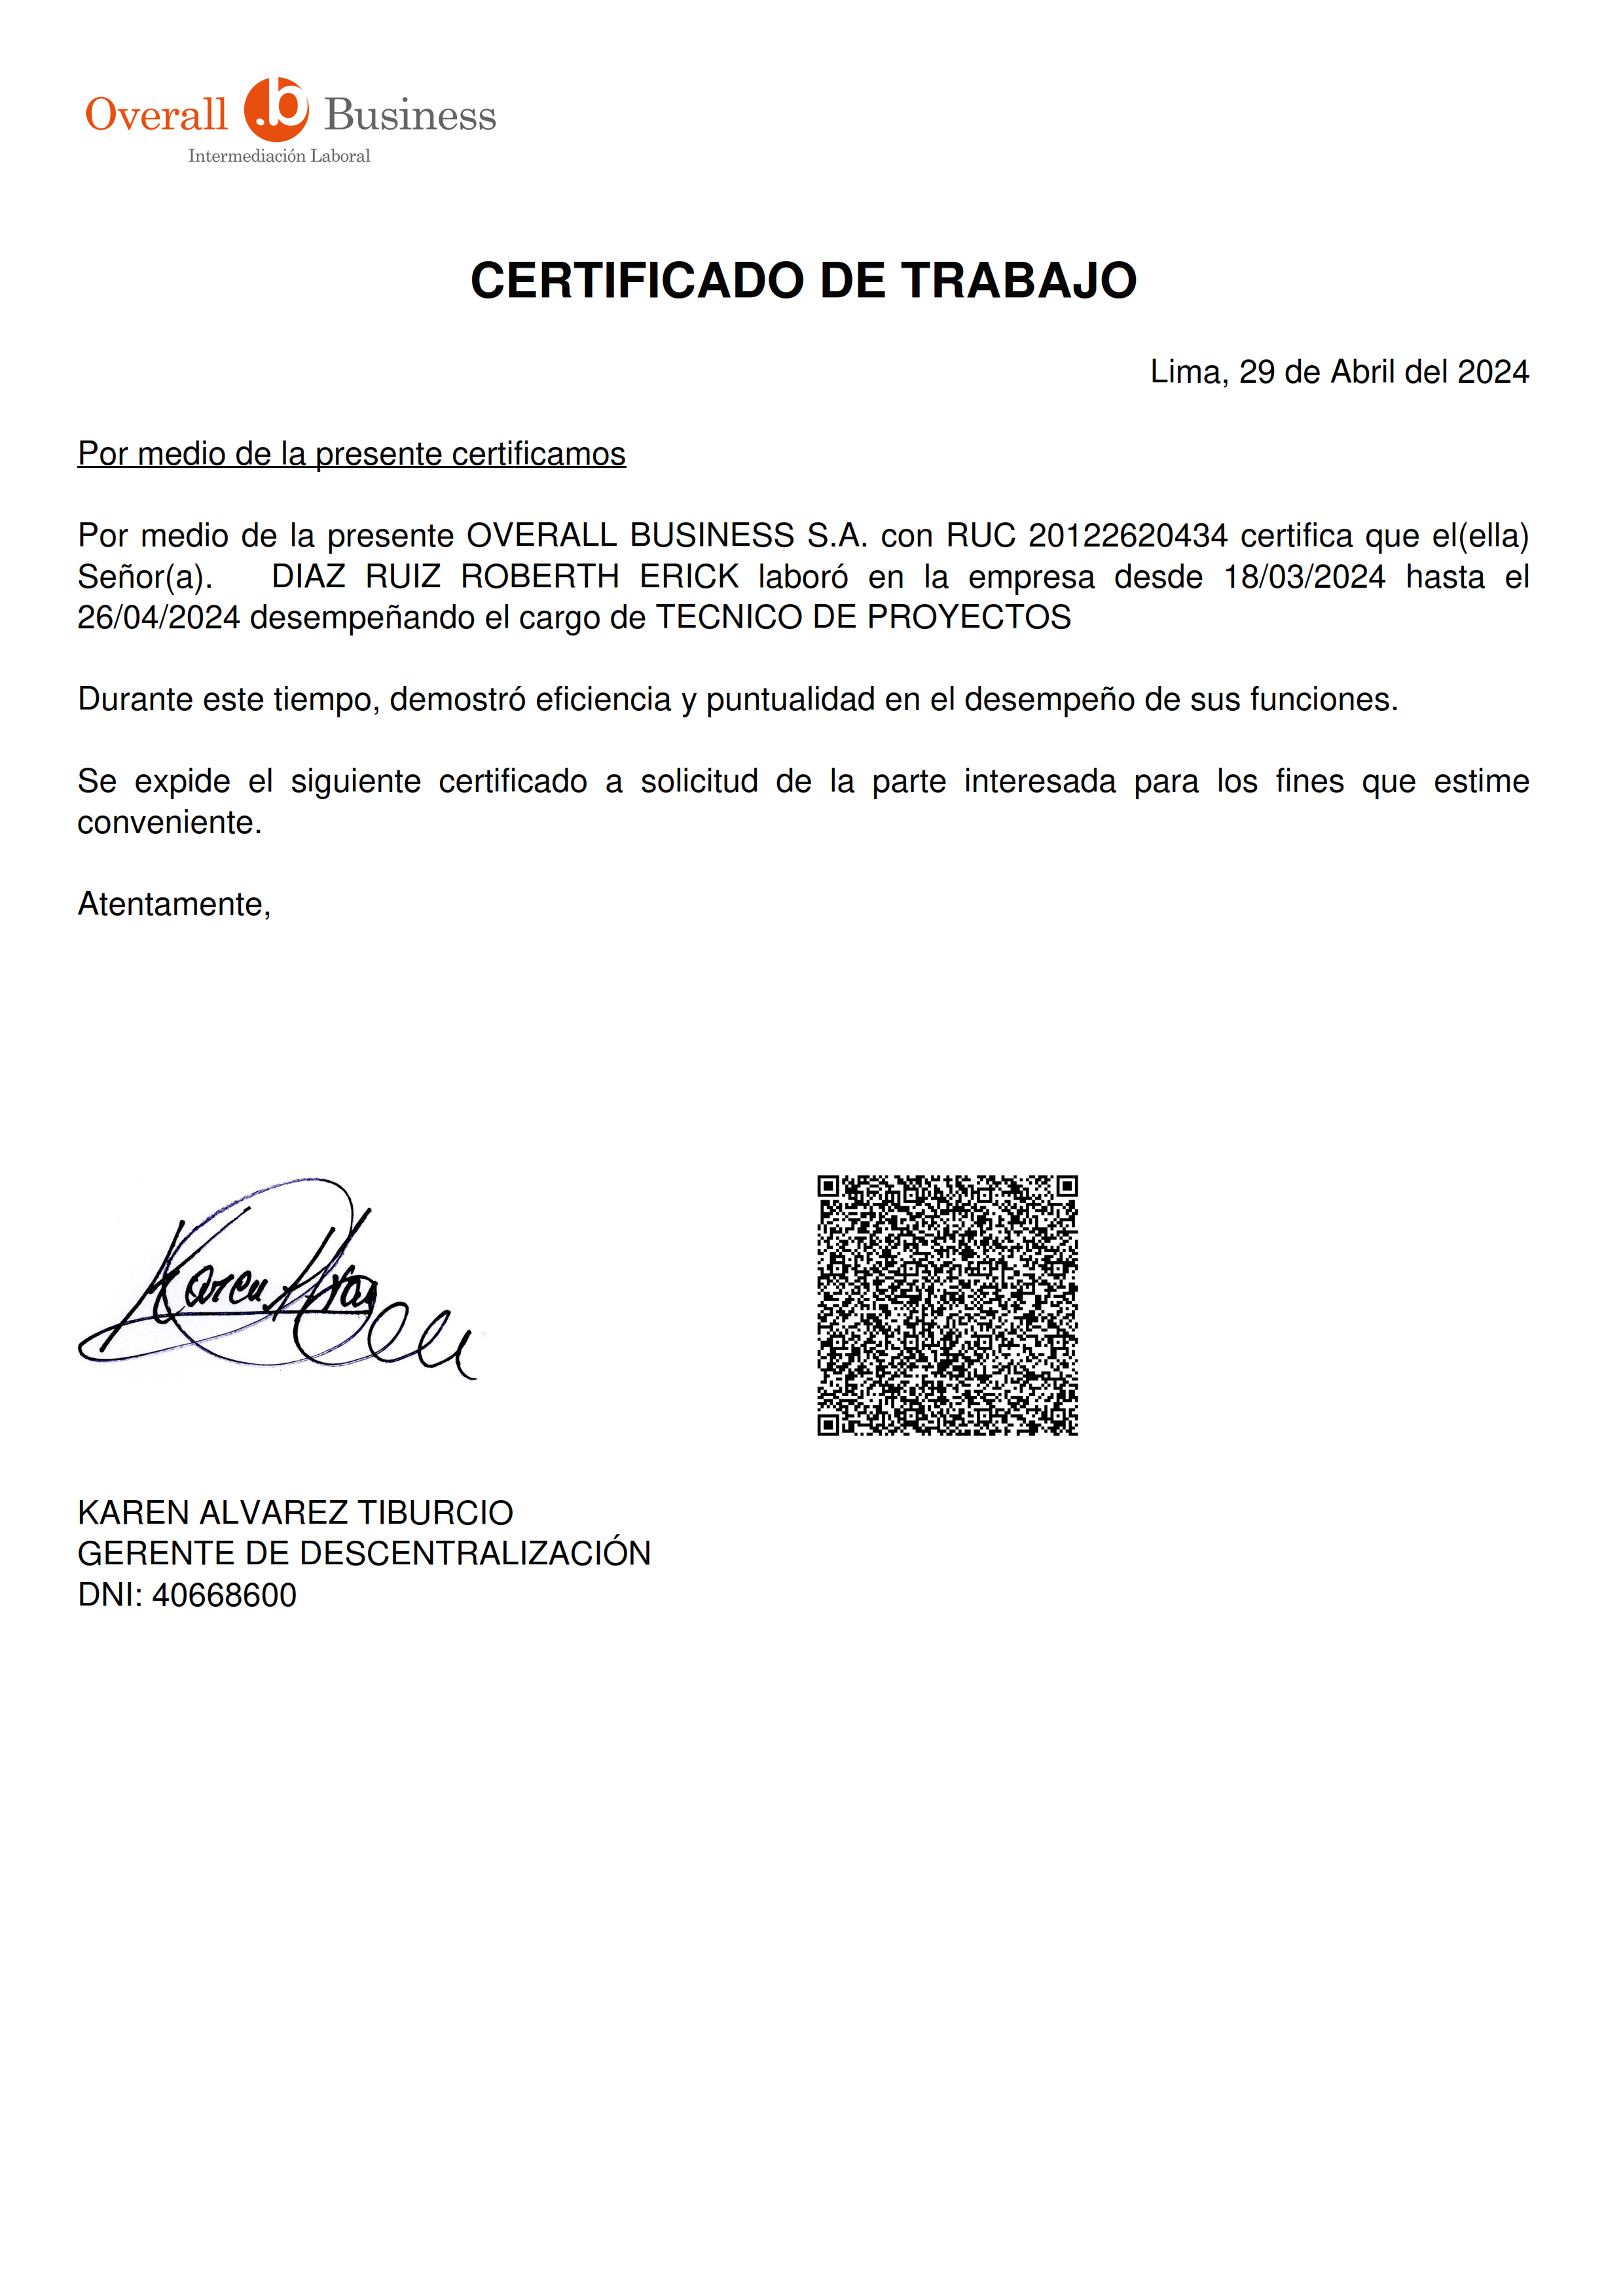 Overall .b Business
Intermediación Laboral
CERTIFICADO DE TRABAJO
Lima, 29 de Abril del 2024
Por medio de la presente certificamos
Por medio de la presente OVERALL BUSINESS S.A. con RUC 20122620434 certifica que el(ella)
Señor(a). DIAZ RUIZ ROBERTH ERICK laboró en la empresa desde 18/03/2024 hasta el
26/04/2024 desempeñando el cargo de TECNICO DE PROYECTOS
Durante este tiempo, demostró eficiencia y puntualidad en el desempeño de sus funciones.
Se expide el siguiente certificado a solicitud de la parte interesada para los fines que estime
conveniente.
Atentamente,
Karen
KAREN ALVAREZ TIBURCIO
GERENTE DE DESCENTRALIZACIÓN
DNI: 40668600